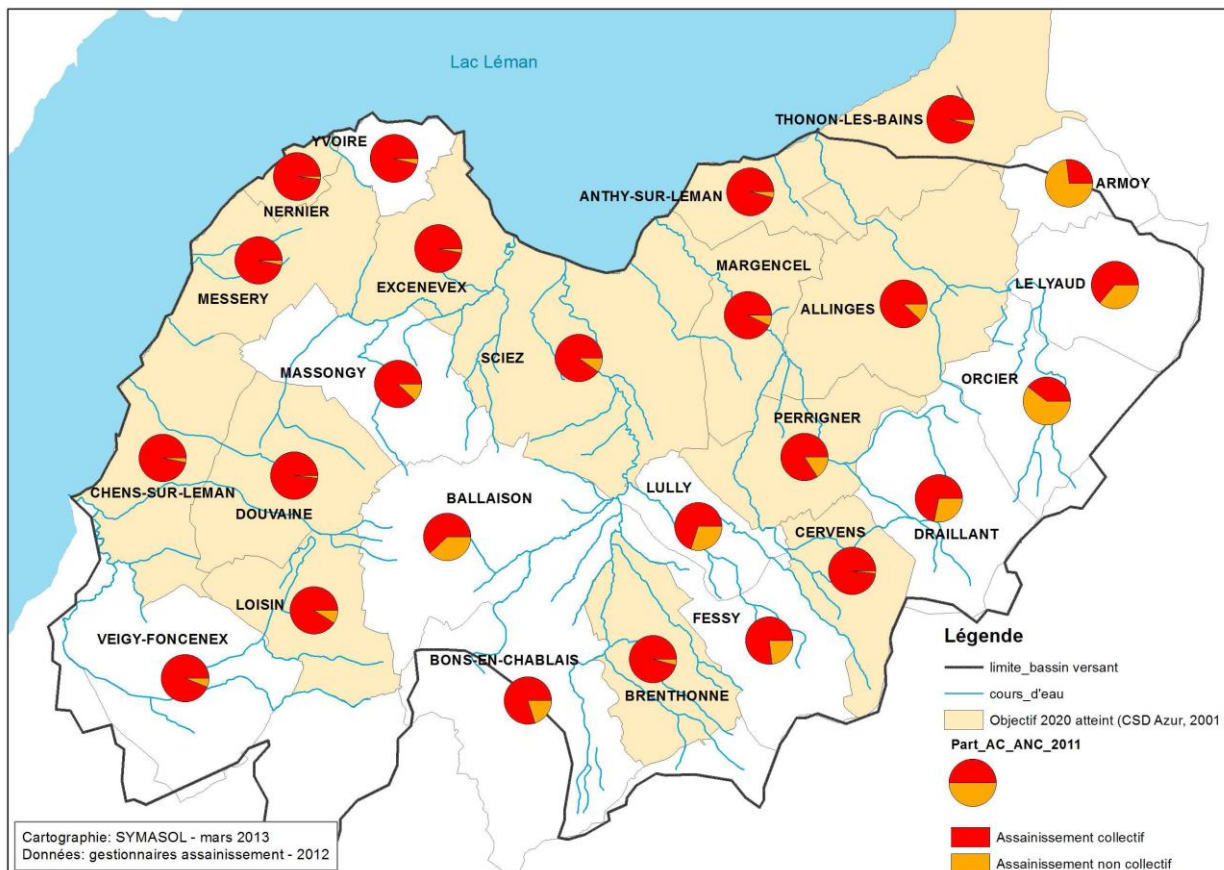 Lac Léman
THONON-LES-BAINS
YVOIRE
ARMOY
NERNIER
ANTHY-SUR-LEMAN
MARGENCEL
LE LYAUD
EXCENEVEX
MESSERY
ALLINGES
SCIEZ
MASSONGY
ORCIER
PERRIGNER
CHENS-SUR-LEMAN
LULLY
BALLAISON
DOUVAINE
CERVENS
DRAILLANT
LOISIN
FESSY
VEIGY-FONCENEX
BONS-EN-CHABLAIS
BRENTHONNE
Légende
limite_bassin versant
cours_d'eau
Objectif 2020 atteint (CSD Azur, 2001
Part_AC_ANC_2011
Assainissement collectif
Assainissement non collectif
Cartographie: SYMASOL - mars 2013
Données: gestionnaires assainissement - 2012